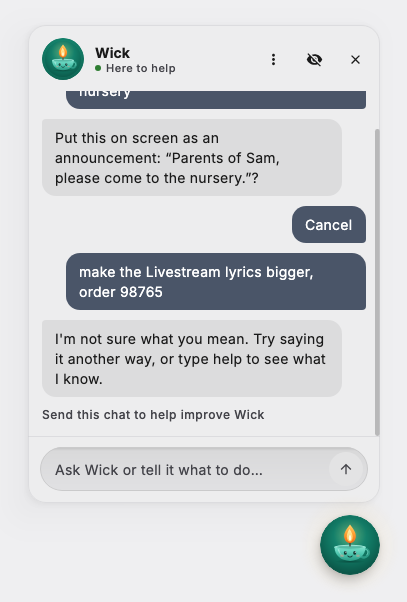 Wick
Here to help
nursery
Put this on screen as an
announcement: “Parents of Sam,
please come to the nursery.”?
Cancel
make the Livestream lyrics bigger,
order 98765
I'm not sure what you mean. Try saying
it another way, or type help to see what
I know.
Send this chat to help improve Wick
Ask Wick or tell it what to do...